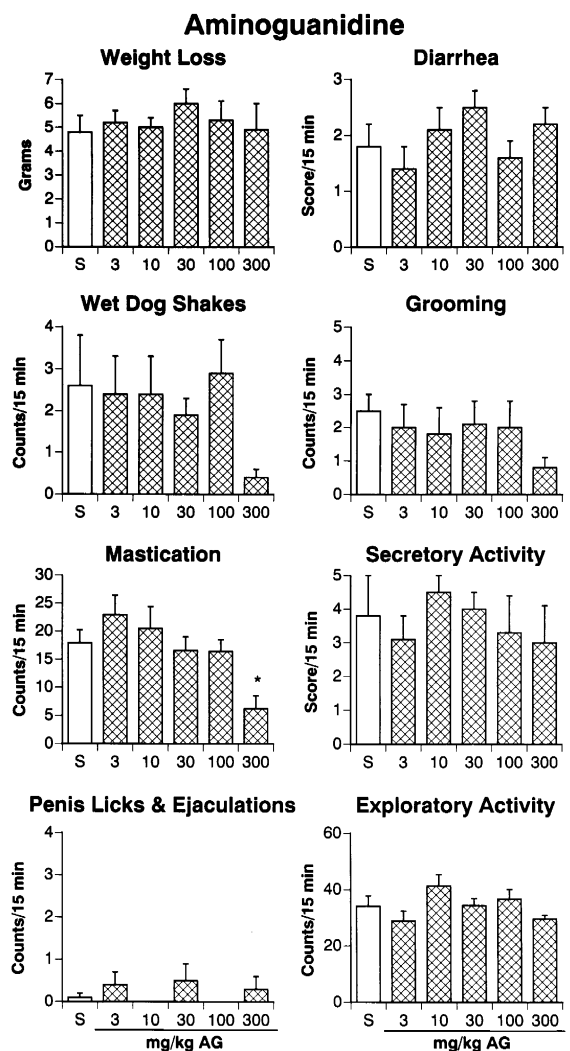 Aminoguanidine
Weight Loss
Grams
7
6
5
4
3
2
1
0
S 3 10 30 100 300
Diarrhea
Score/15 min
3
2
1
0
S 3 10 30 100 300
Wet Dog Shakes
Counts/15 min
4
3
2
1
0
S 3 10 30 100 300
Grooming
Counts/15 min
5
4
3
2
1
0
S 3 10 30 100 300
Mastication
Counts/15 min
30
25
20
15
10
5
0
*
S 3 10 30 100 300
Secretory Activity
Score/15 min
5
4
3
2
1
0
S 3 10 30 100 300
Penis Licks & Ejaculations
Counts/15 min
4
3
2
1
0
S 3 10 30 100 300
mg/kg AG
Exploratory Activity
Counts/15 min
60
40
20
0
S 3 10 30 100 300
mg/kg AG